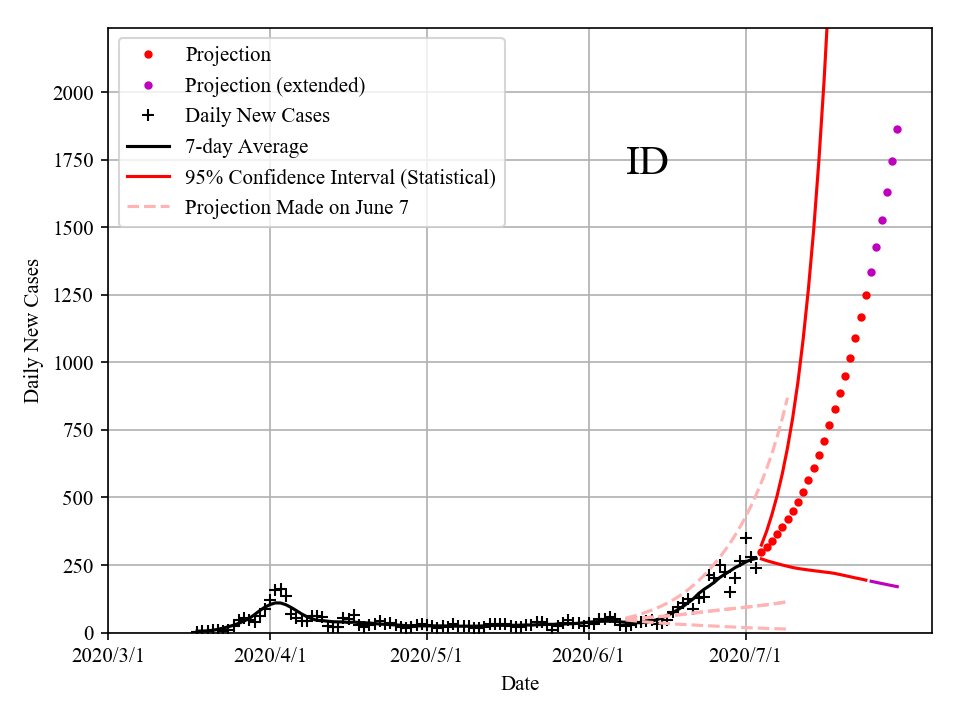 Projection
Projection (extended)
Daily New Cases
7-day Average
95% Confidence Interval (Statistical)
Projection Made on June 7
ID
2000
1750
1500
1250
1000
750
500
250
0
Daily New Cases
2020/3/1 2020/4/1 2020/5/1 2020/6/1 2020/7/1
Date